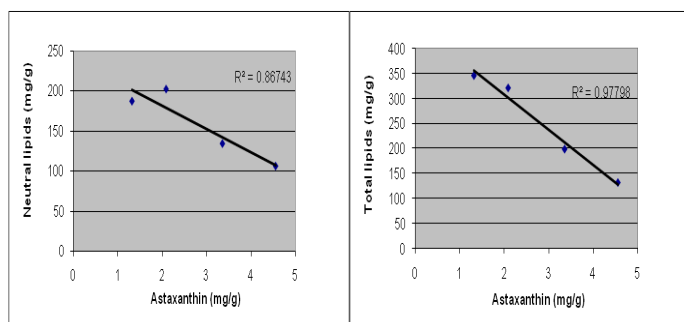 250
200
150
100
50
0
R² = 0.86743
Neutral lipids (mg/g)
0 1 2 3 4 5
Astaxanthin (mg/g)
400
350
300
250
200
150
100
50
0
R² = 0.97798
Total lipids (mg/g)
0 1 2 3 4 5
Astaxanthin (mg/g)